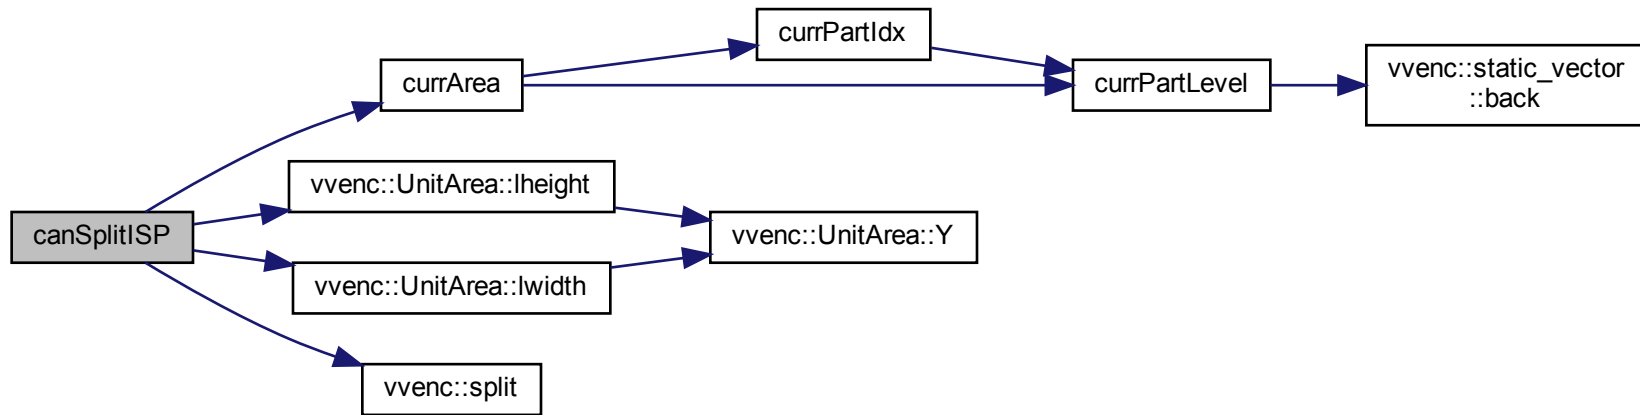 currPartIdx
currArea
currPartLevel
vvenc::static_vector
::back
vvenc::UnitArea::lheight
canSplitISP
vvenc::UnitArea::Y
vvenc::UnitArea::lwidth
vvenc::split